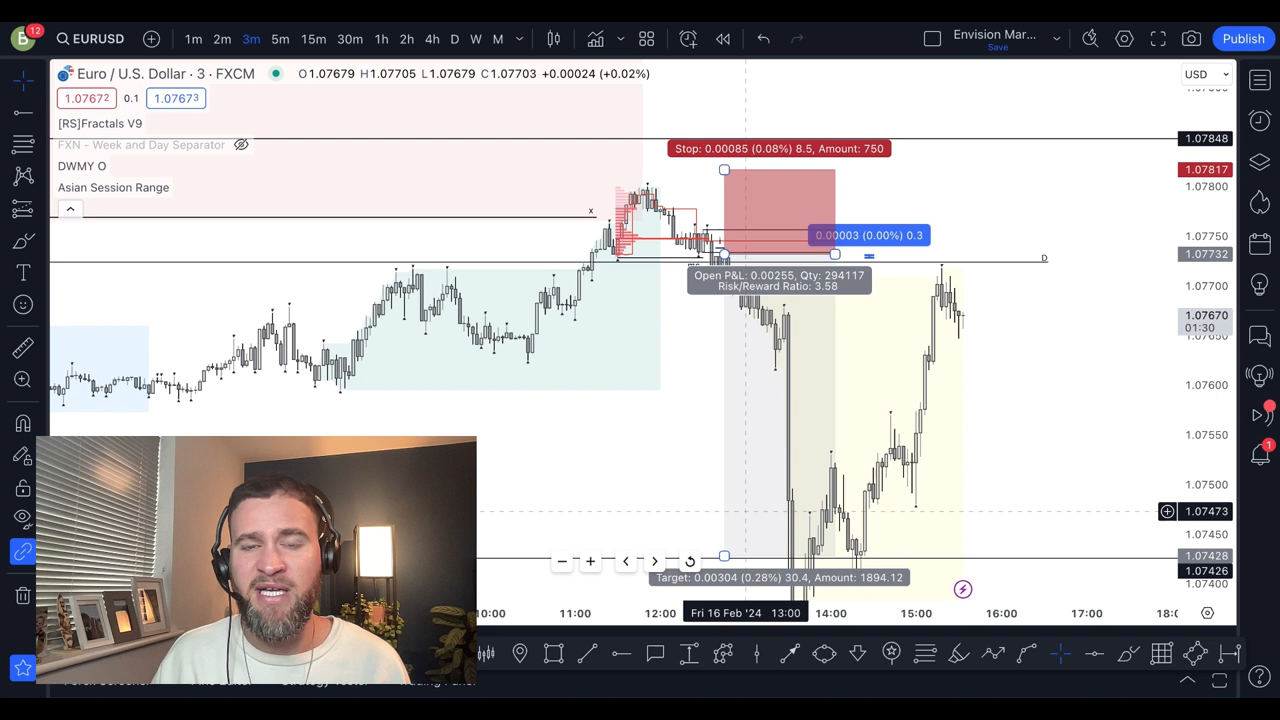 B 12 EURUSD 1m 2m 3m 5m 15m 30m 1h 2h 4h D W M Envision Mar... Save Publish
Euro / U.S. Dollar · 3 · FXCM O1.07679 H1.07705 L1.07679 C1.07703 +0.00024 (+0.02%) USD
1.07672 0.1 1.07673
[RS]Fractals V9
FXN - Week and Day Separator
DWMY O
Asian Session Range
x
D
Stop: 0.00085 (0.08%) 8.5, Amount: 750
0.00003 (0.00%) 0.3
Open P&L: 0.00255, Qty: 294117
Risk/Reward Ratio: 3.58
Target: 0.00304 (0.28%) 30.4, Amount: 1894.12
1.07848
1.07817
1.07800
1.07750
1.07732
1.07700
1.07670
01:30
1.07650
1.07600
1.07550
1.07500
1.07473
1.07450
1.07428
1.07426
1.07400
1
10:00 11:00 12:00 Fri 16 Feb '24 13:00 14:00 15:00 16:00 17:00 18: